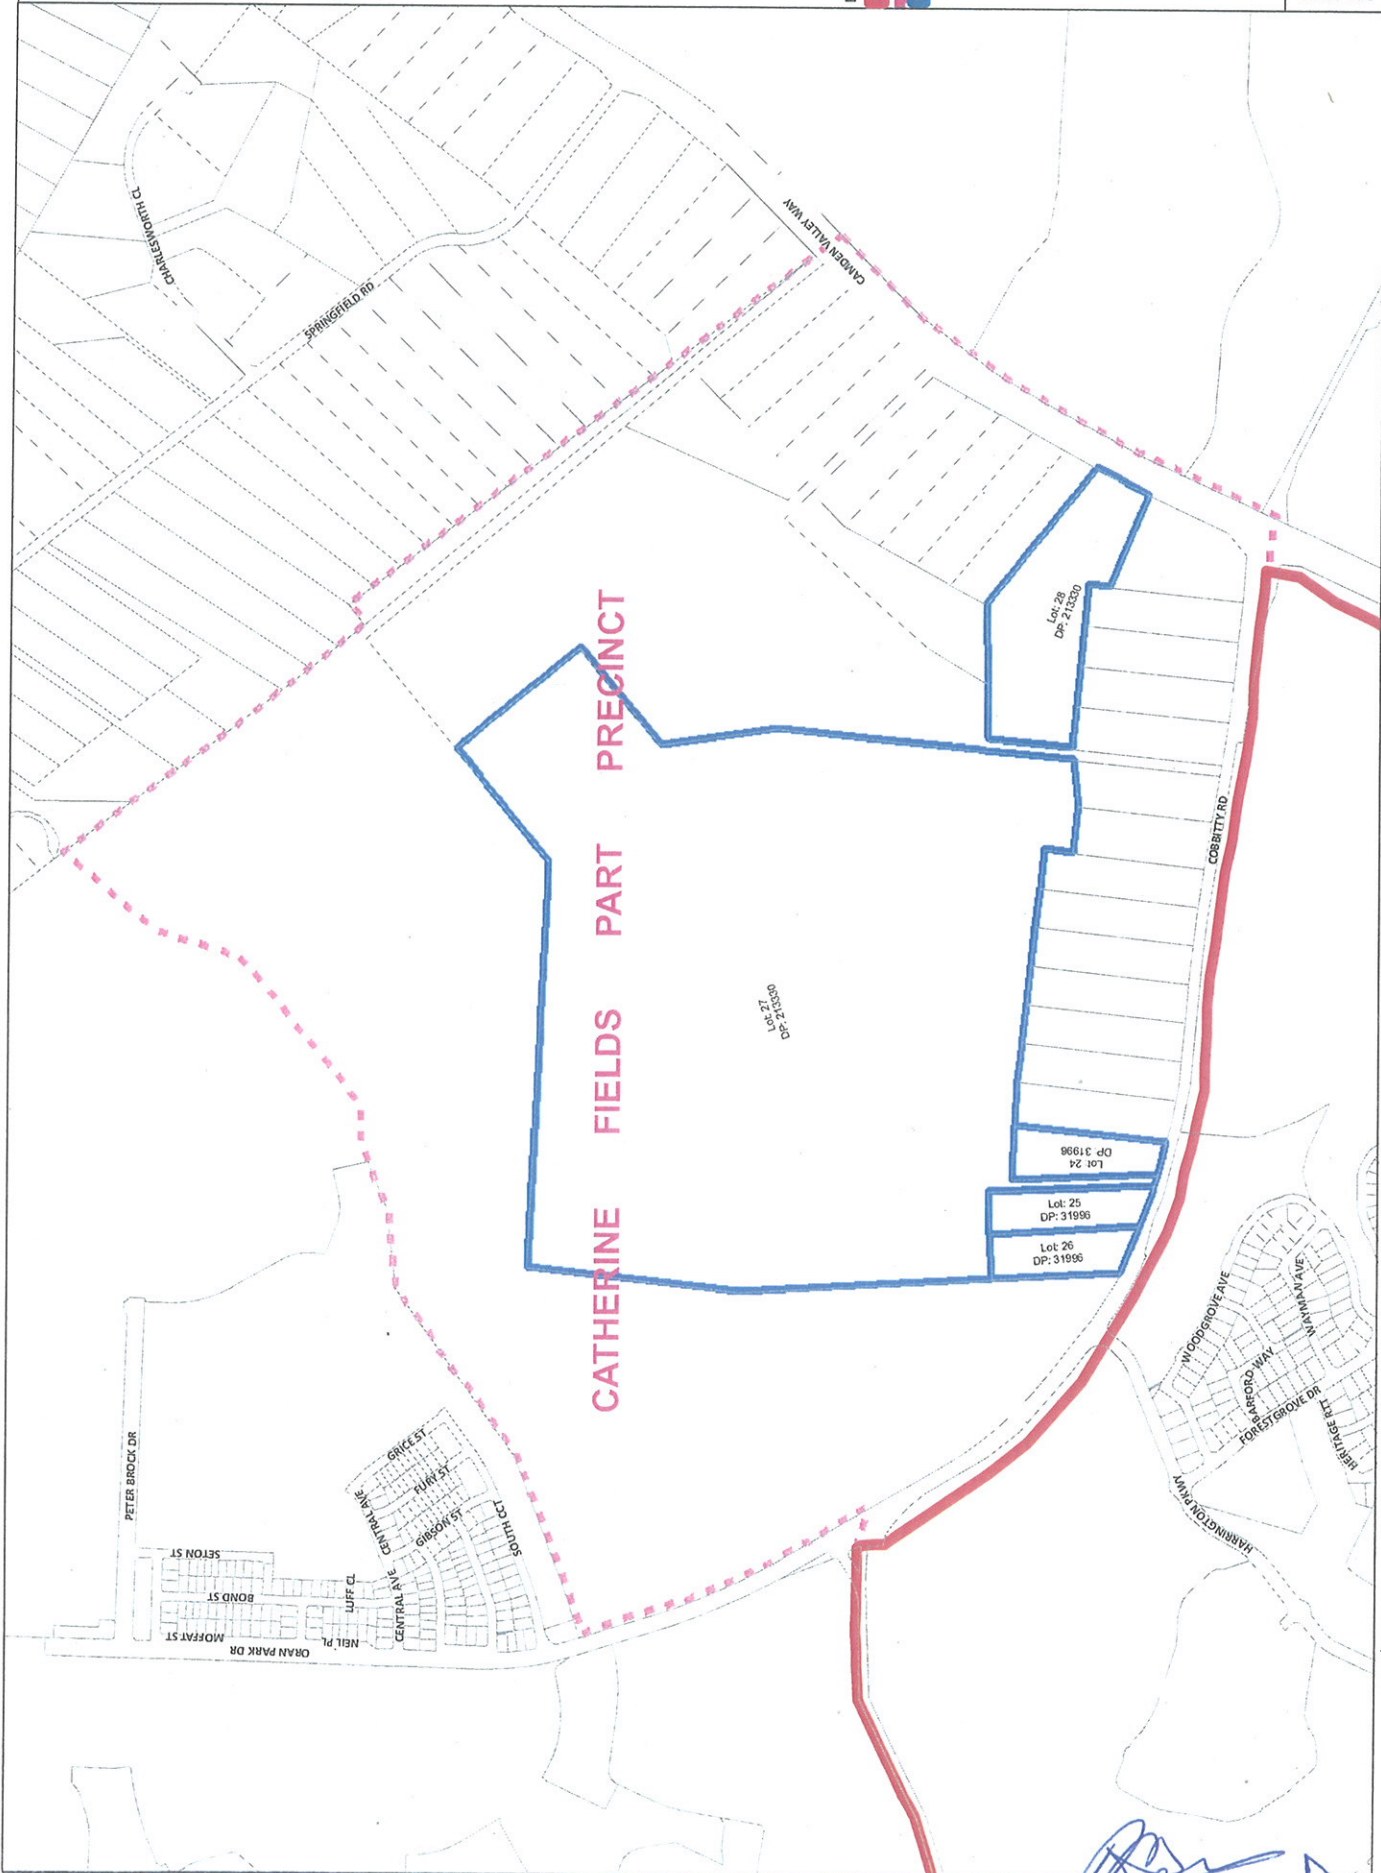 CHARLESWORTH CL
SPRINGFIELD RD
CAMDEN VALLEY WAY
CATHERINE FIELDS PART PRECINCT
Lot: 28
DP: 213330
Lot: 27
DP: 213330
COBBITTY RD
Lot: 24
DP 31996
Lot: 25
DP: 31996
Lot: 26
DP: 31996
PETER BROCK DR
SETON ST
BOND ST
MOFFAT ST
ORAN PARK DR
LUFF CL
NEIL PL
CENTRAL AVE
CENTRAL AVE
GRICE ST
FURY ST
GIBSON ST
SOUTH CCT
WOODGROVE AVE
WAYMAN AVE
BARFORD WAY
FORESTGROVE DR
HERITAGE RTT
HARRINGTON PKWY